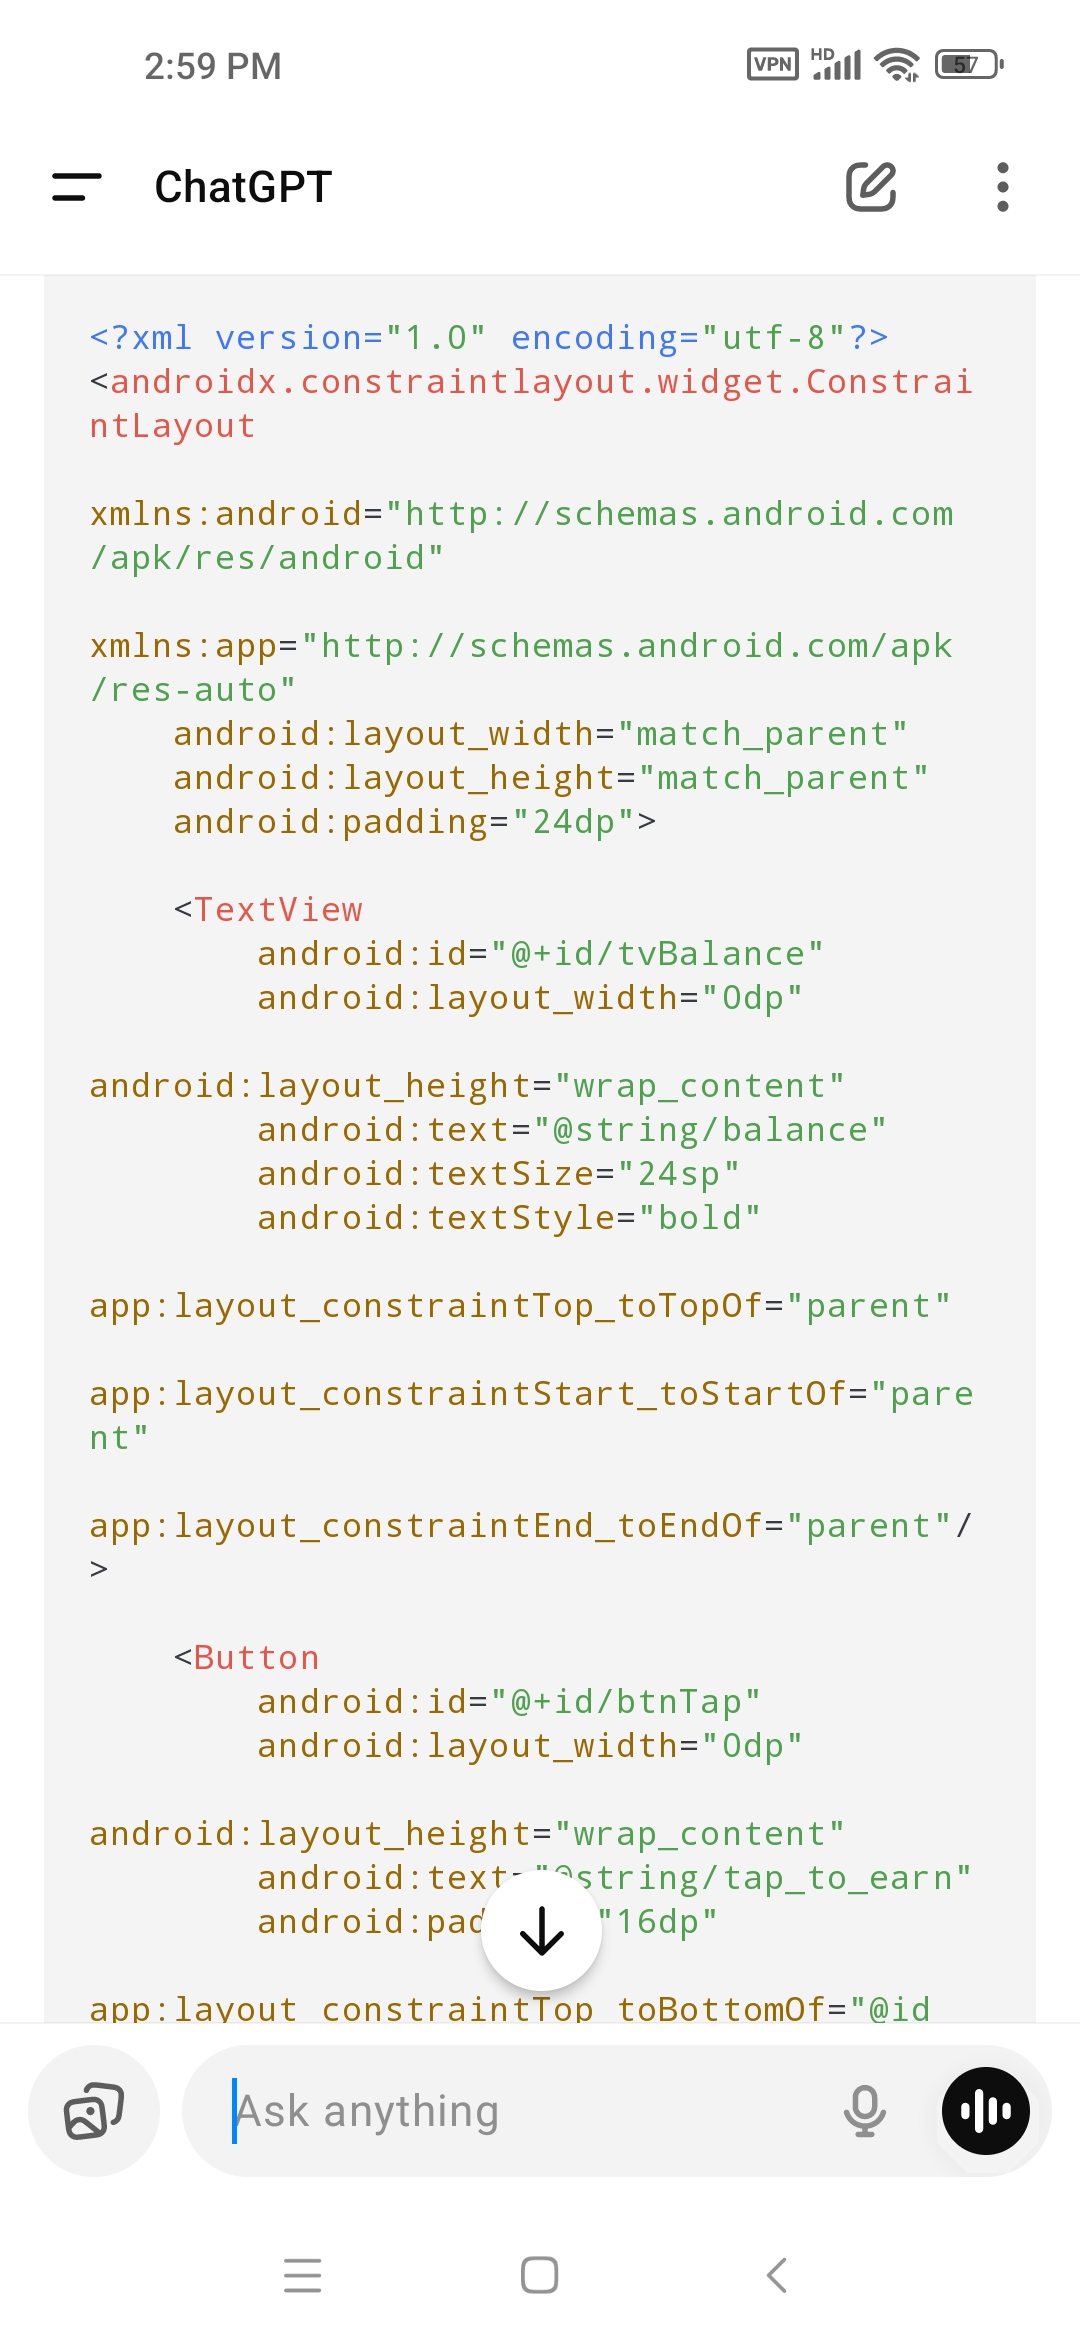 2:59 PM
VPN HD 57
ChatGPT
<?xml version="1.0" encoding="utf-8"?>
<androidx.constraintlayout.widget.Constrai
ntLayout
xmlns:android="http://schemas.android.com
/apk/res/android"
xmlns:app="http://schemas.android.com/apk
/res-auto"
    android:layout_width="match_parent"
    android:layout_height="match_parent"
    android:padding="24dp">
    <TextView
        android:id="@+id/tvBalance"
        android:layout_width="0dp"
android:layout_height="wrap_content"
        android:text="@string/balance"
        android:textSize="24sp"
        android:textStyle="bold"
app:layout_constraintTop_toTopOf="parent"
app:layout_constraintStart_toStartOf="pare
nt"
app:layout_constraintEnd_toEndOf="parent"/
>
    <Button
        android:id="@+id/btnTap"
        android:layout_width="0dp"
android:layout_height="wrap_content"
        android:text="@string/tap_to_earn"
        android:pad "16dp"
app:layout_constraintTop_toBottomOf="@id
Ask anything